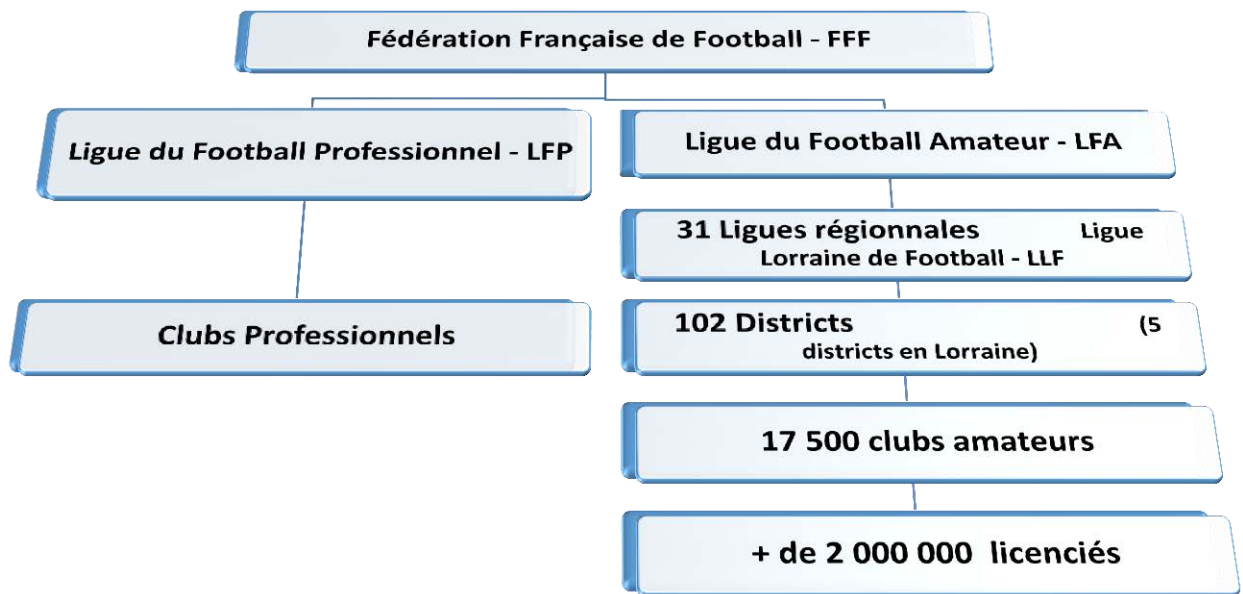 Fédération Française de Football - FFF
Ligue du Football Professionnel - LFP
Ligue du Football Amateur - LFA
31 Ligues régionnales Ligue
Lorraine de Football - LLF
Clubs Professionnels
102 Districts (5
districts en Lorraine)
17 500 clubs amateurs
+ de 2 000 000 licenciés